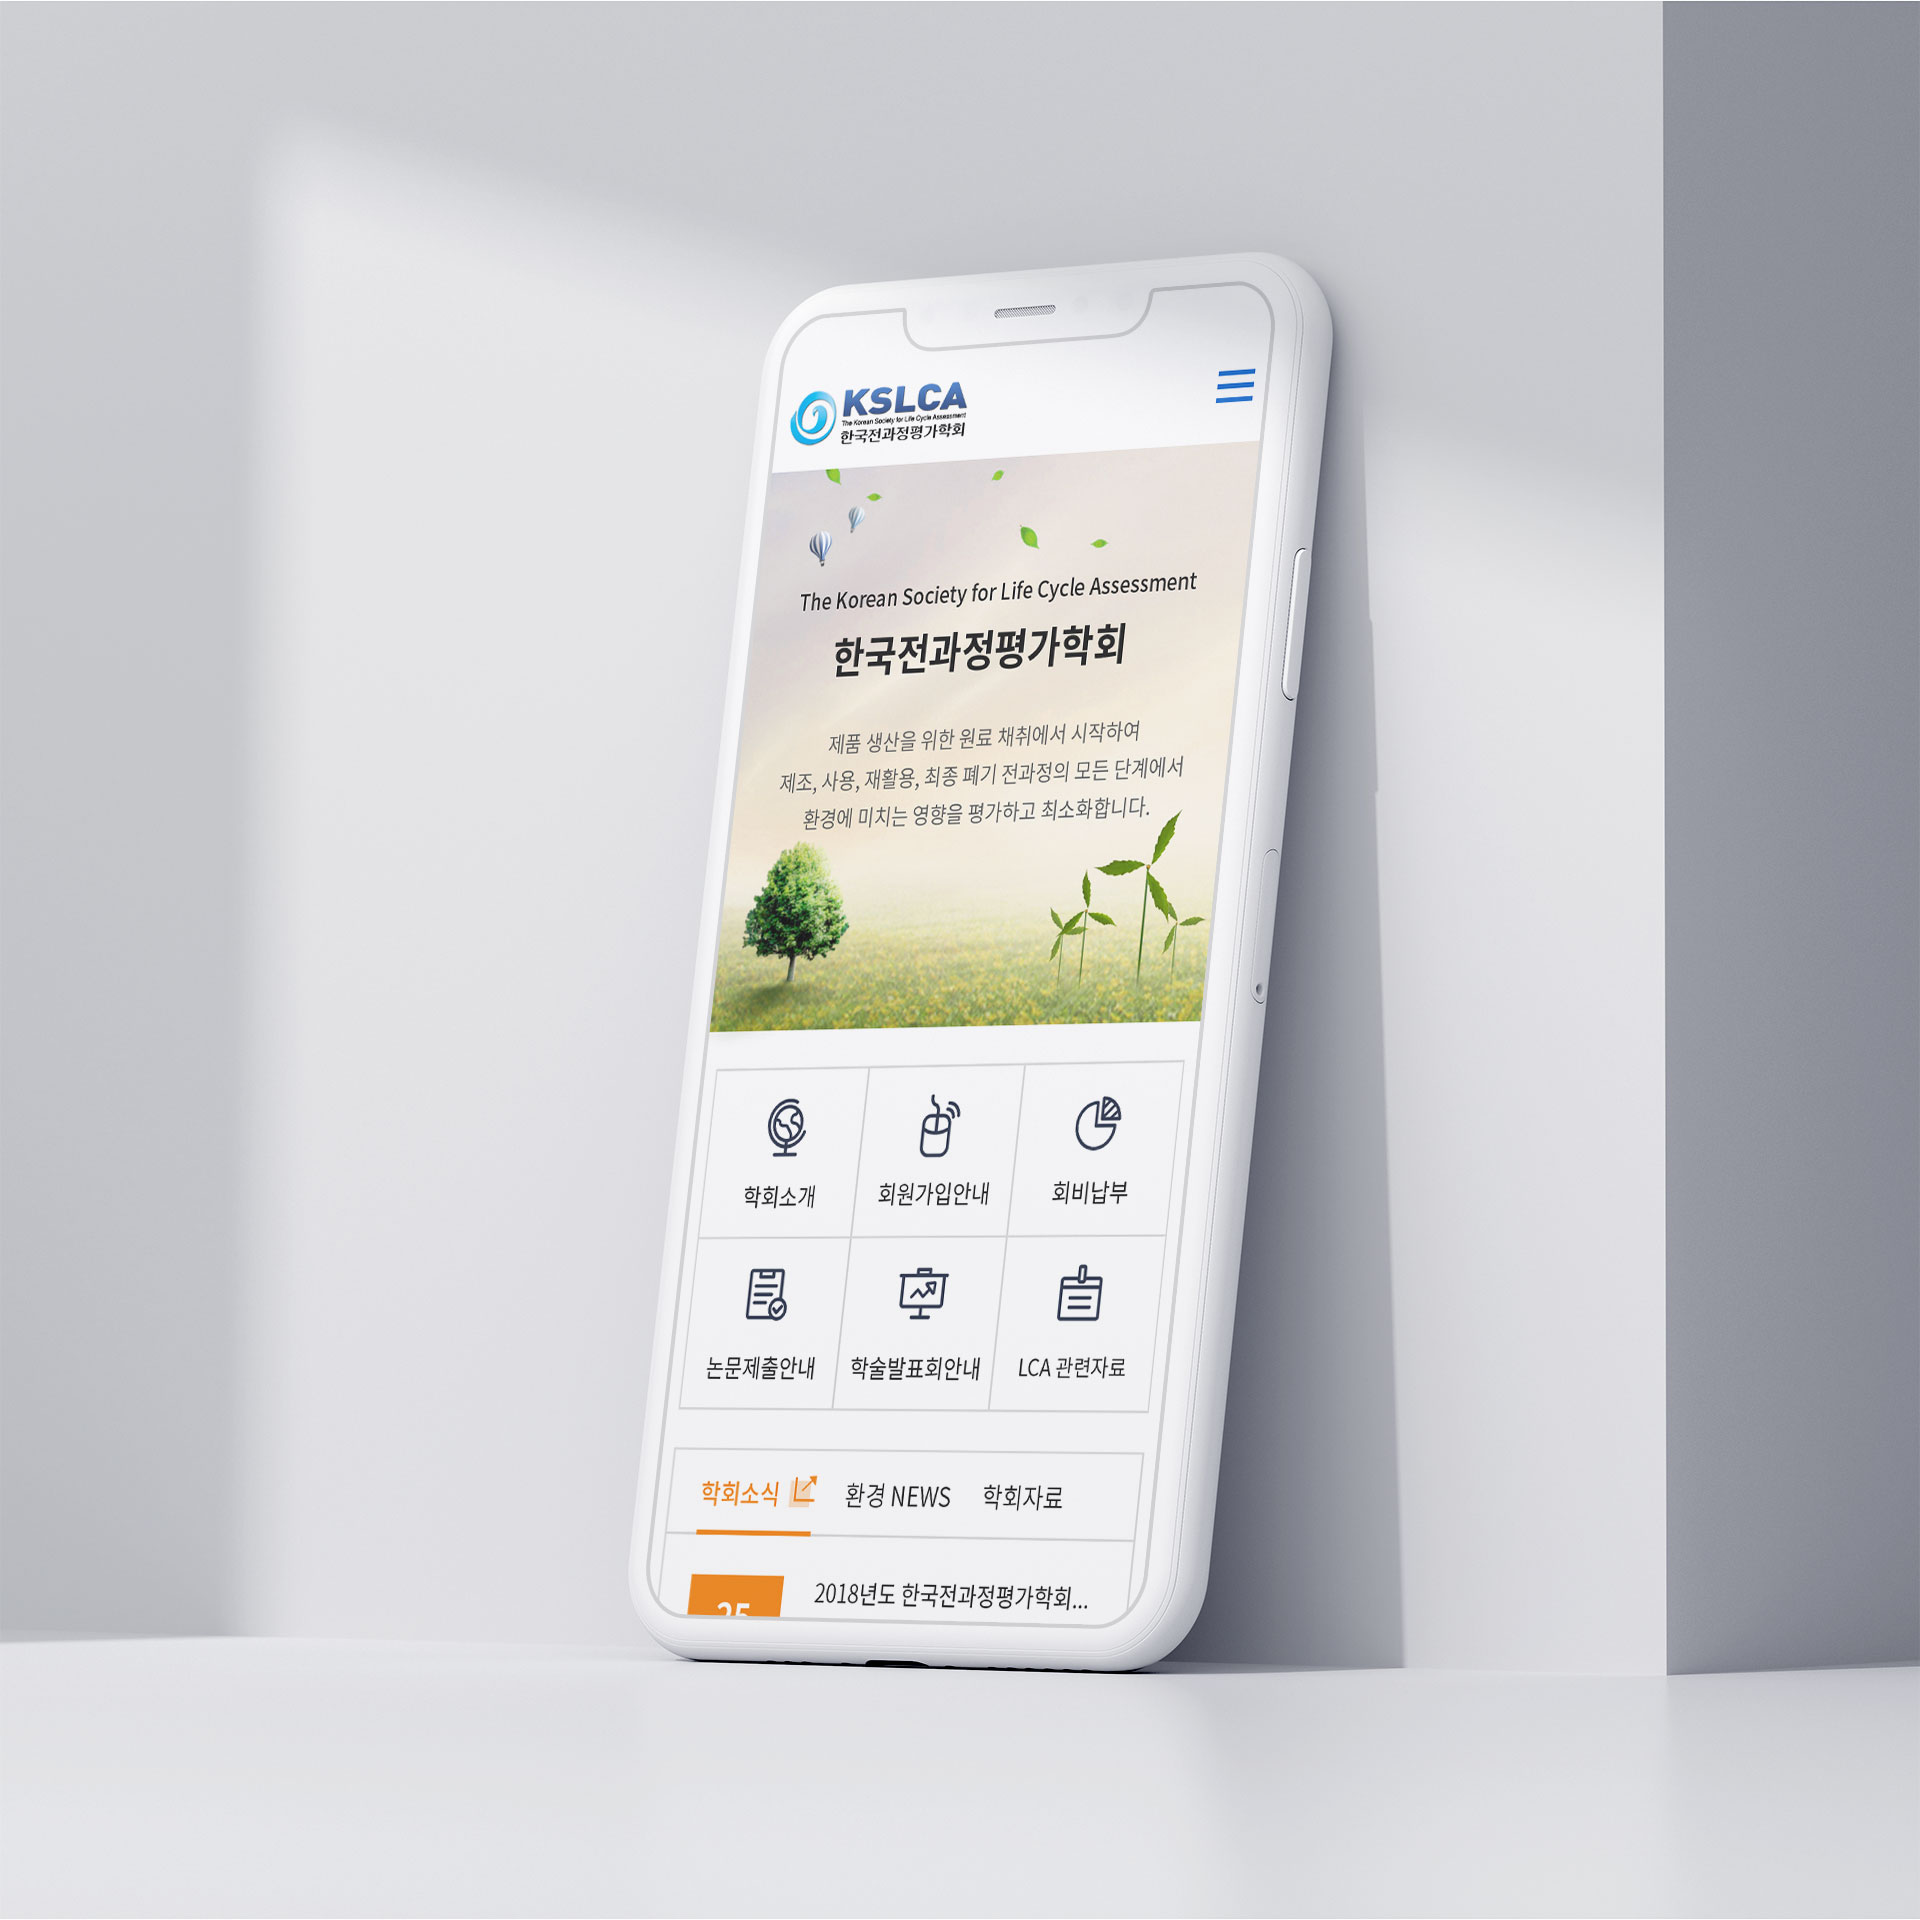 KSLCA
The Korean Society for Life Cycle Assessment
한국전과정평가학회
The Korean Society for Life Cycle Assessment
한국전과정평가학회
제품 생산을 위한 원료 채취에서 시작하여
제조, 사용, 재활용, 최종 폐기 전과정의 모든 단계에서
환경에 미치는 영향을 평가하고 최소화합니다.
학회소개
회원가입안내
회비납부
논문제출안내
학술발표회안내
LCA 관련자료
학회소식
환경 NEWS
학회자료
25
2018년도 한국전과정평가학회...